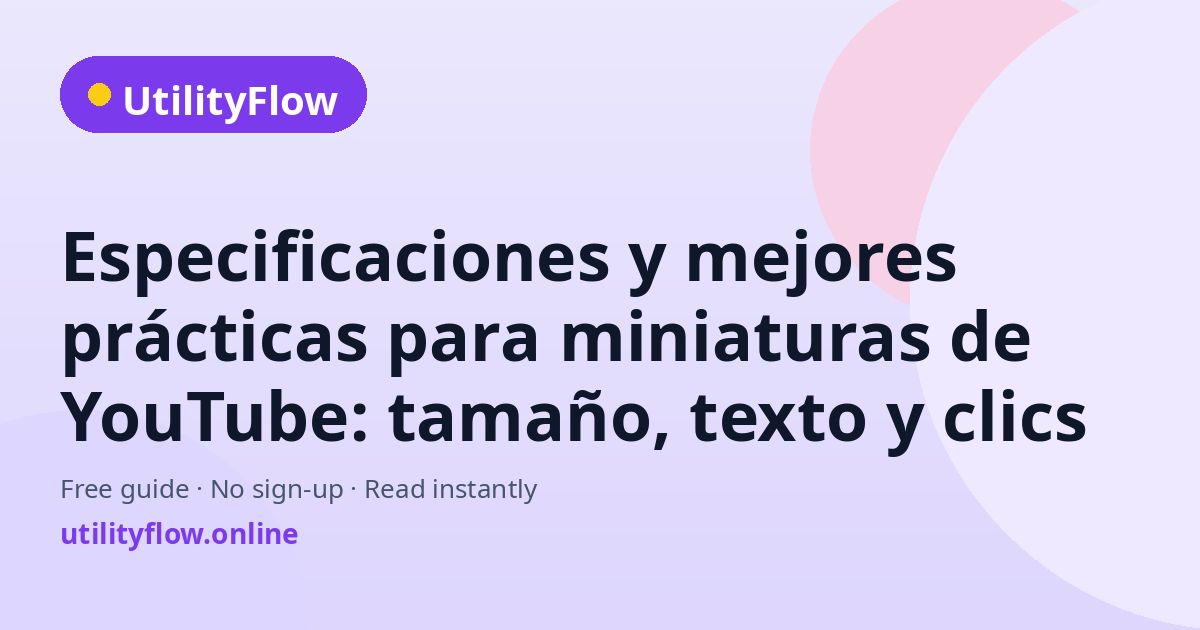 UtilityFlow
Especificaciones y mejores
prácticas para miniaturas de
YouTube: tamaño, texto y clics
Free guide · No sign-up · Read instantly
utilityflow.online